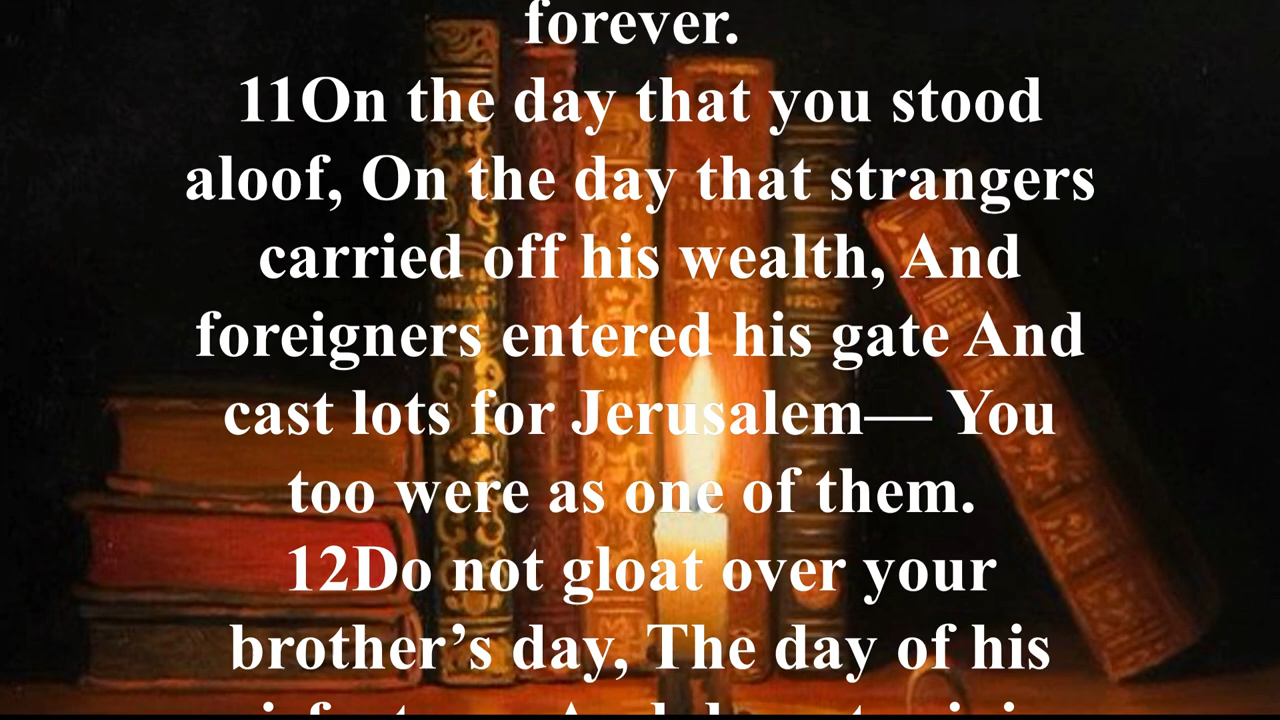 forever.
11On the day that you stood
aloof, On the day that strangers
carried off his wealth, And
foreigners entered his gate And
cast lots for Jerusalem— You
too were as one of them.
12Do not gloat over your
brother’s day, The day of his